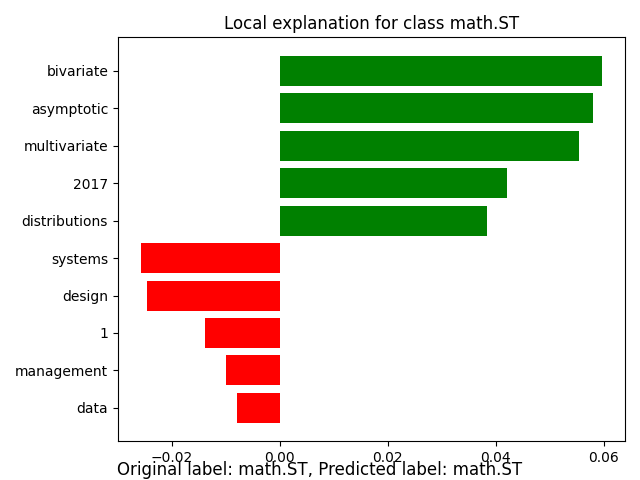 Local explanation for class math.ST
bivariate
asymptotic
multivariate
2017
distributions
systems
design
1
management
data
−0.02 0.00 0.02 0.04 0.06
Original label: math.ST, Predicted label: math.ST